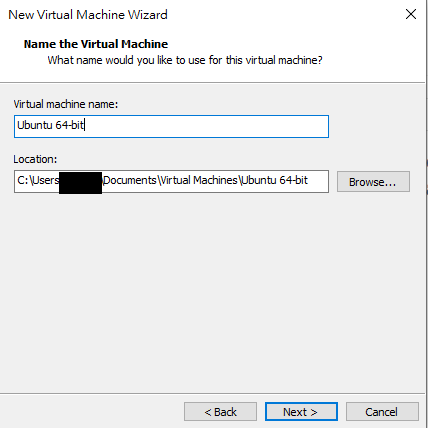 New Virtual Machine Wizard
Name the Virtual Machine
What name would you like to use for this virtual machine?
Virtual machine name:
Ubuntu 64-bit
Location:
C:\Users\Documents\Virtual Machines\Ubuntu 64-bit
Browse...
< Back
Next >
Cancel